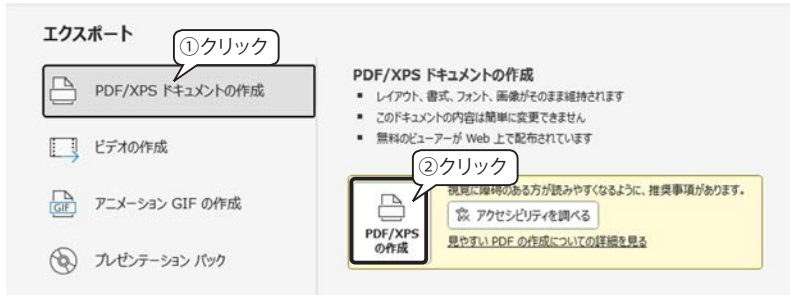 エクスポート
①クリック
PDF/XPS ドキュメントの作成
ビデオの作成
GIF
アニメーション GIF の作成
プレゼンテーション パック
PDF/XPS ドキュメントの作成
▪ レイアウト、書式、フォント、画像がそのまま維持されます
▪ このドキュメントの内容は簡単に変更できません
▪ 無料のビューアーが Web 上で配布されています
②クリック
PDF/XPS
の作成
視覚に障碍のある方が読みやすくなるように、推奨事項があります。
アクセシビリティを調べる
見やすい PDF の作成についての詳細を見る